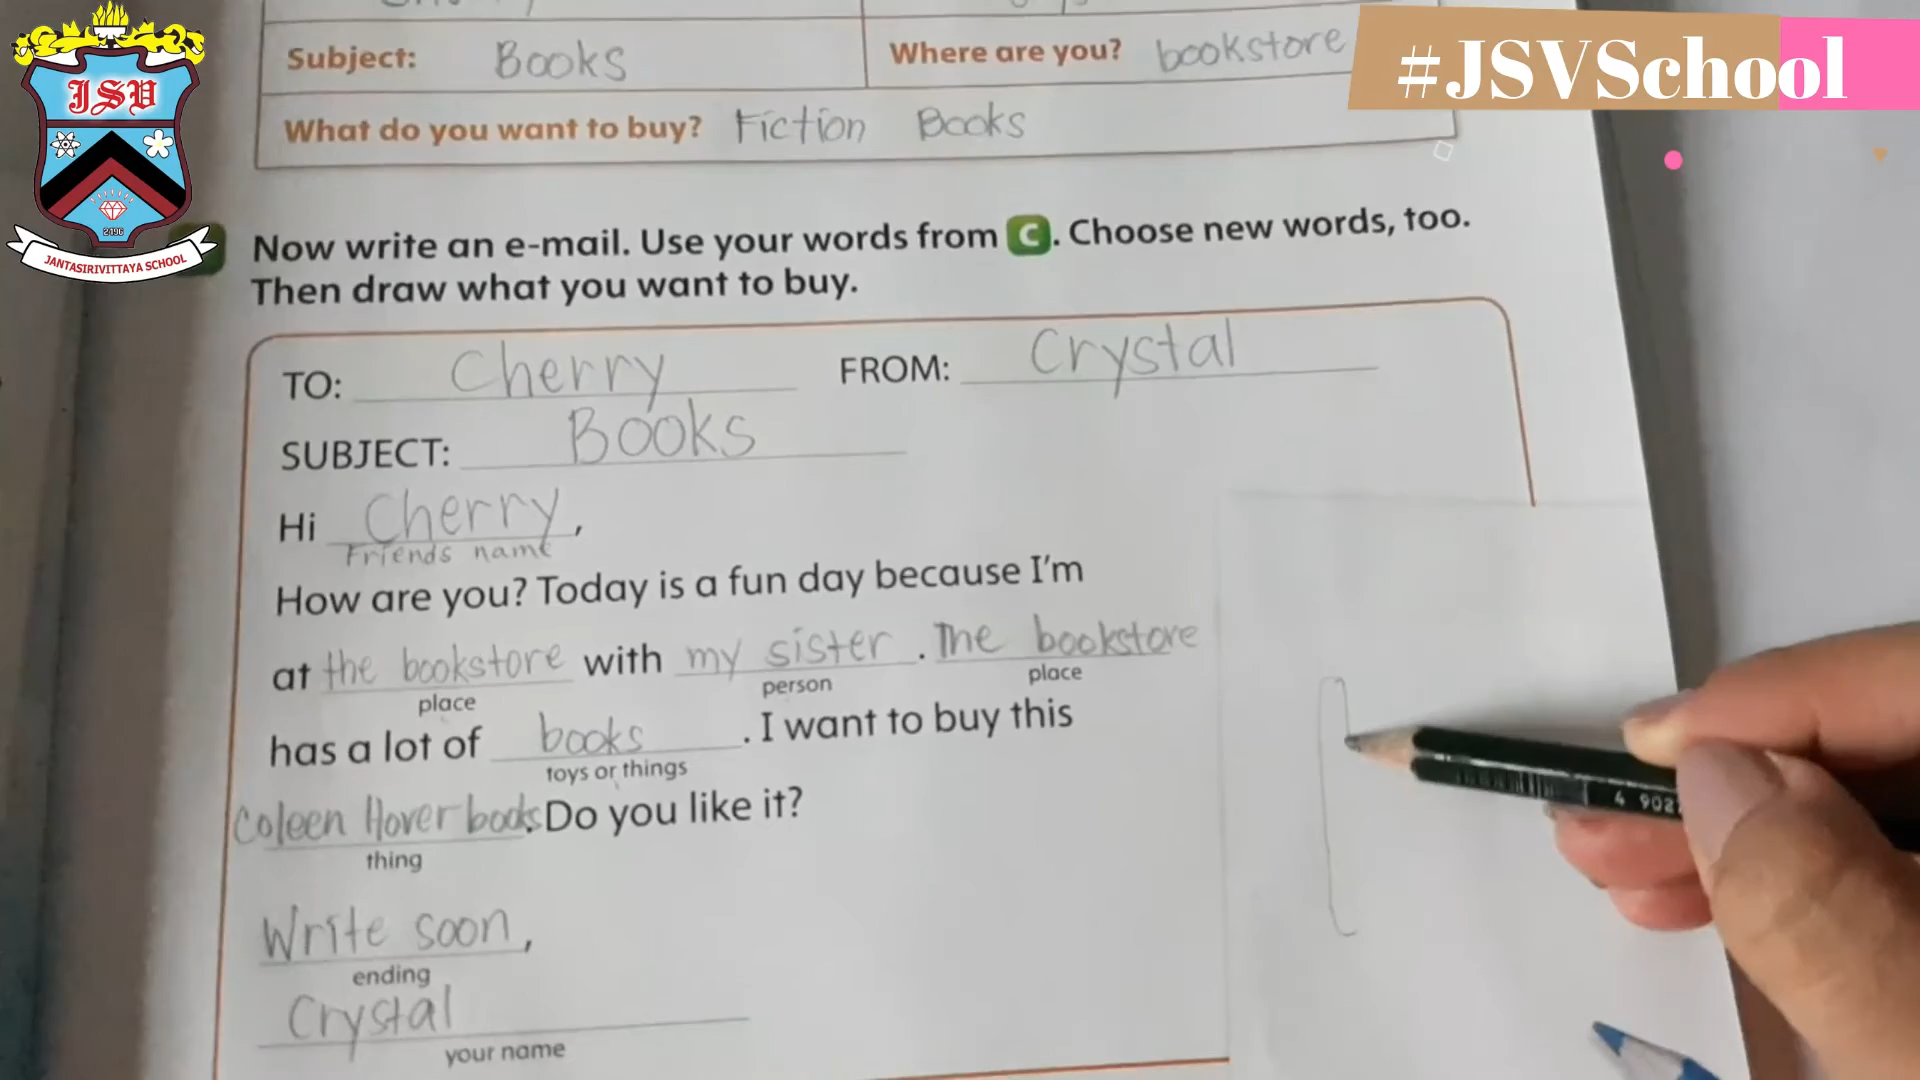 Subject: Books Where are you? bookstore
What do you want to buy? Fiction Books
#JSVSchool
JSV
2496
JANTASIRIVITTAYA SCHOOL
Now write an e-mail. Use your words from C. Choose new words, too.
Then draw what you want to buy.
TO: Cherry FROM: Crystal
SUBJECT: Books
Hi Cherry,
Friends name
How are you? Today is a fun day because I'm
at the bookstore with my sister. The bookstore
place person place
has a lot of books. I want to buy this
toys or things
Coleen Hover books. Do you like it?
thing
Write soon,
ending
Crystal
your name
4 902